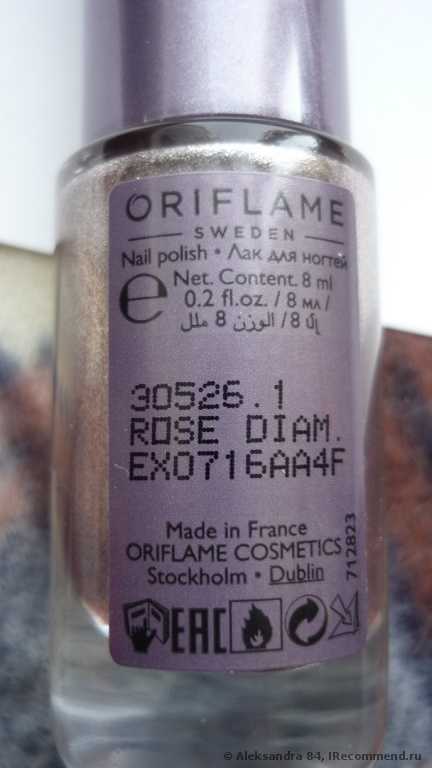 ORIFLAME
SWEDEN
Nail polish • Лак для ногтей
Net. Content. 8 ml
0.2 fl.oz. / 8 мл /
الوزن 8 ملل / 8
30526.1
ROSE DIAM.
EX0716AA4F
Made in France
ORIFLAME COSMETICS
Stockholm • Dublin
712823
EAC
© Aleksandra 84, IRecommend.ru